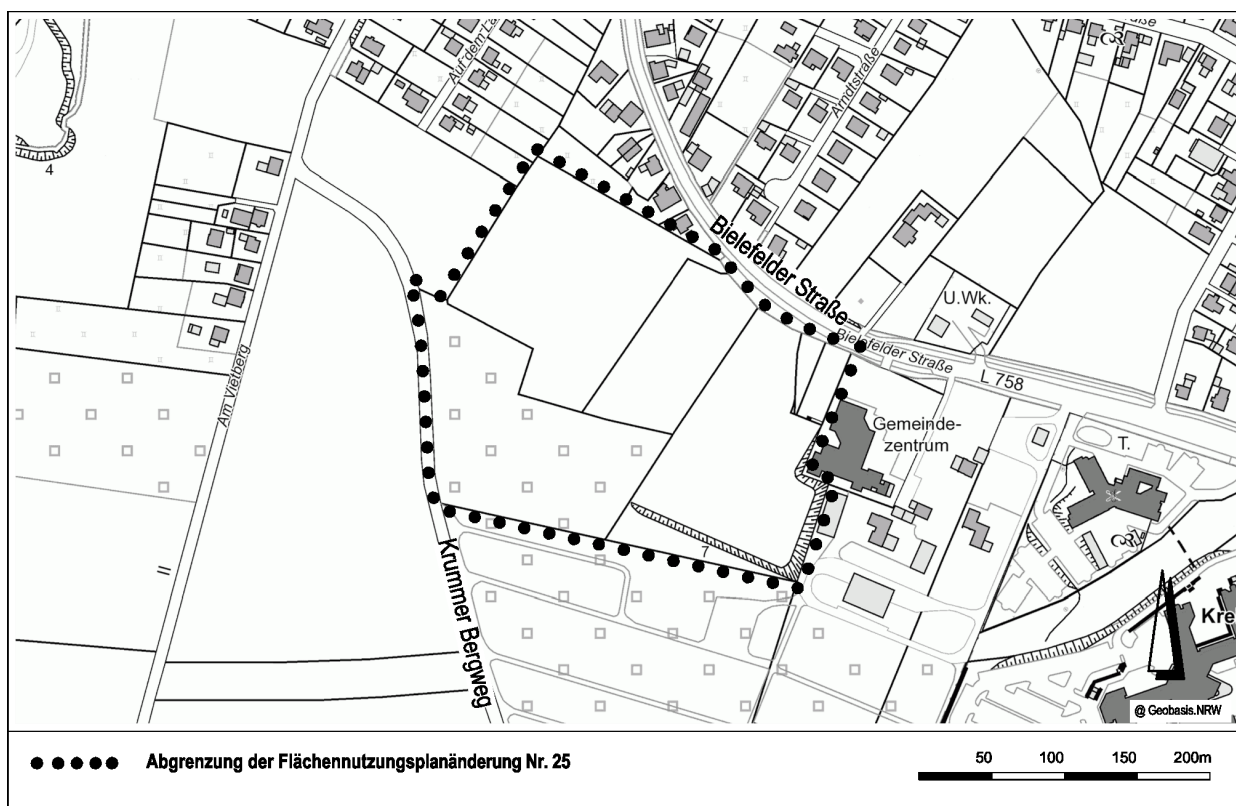 Auf dem
Arndtstraße
4
Bielefelder Straße
U.Wk.
Bielefelder Straße
L 758
Am Vietberg
Gemeinde-
zentrum
T.
7
Krummer Bergweg
Kre
@ Geobasis.NRW
Abgrenzung der Flächennutzungsplanänderung Nr. 25
50 100 150 200m